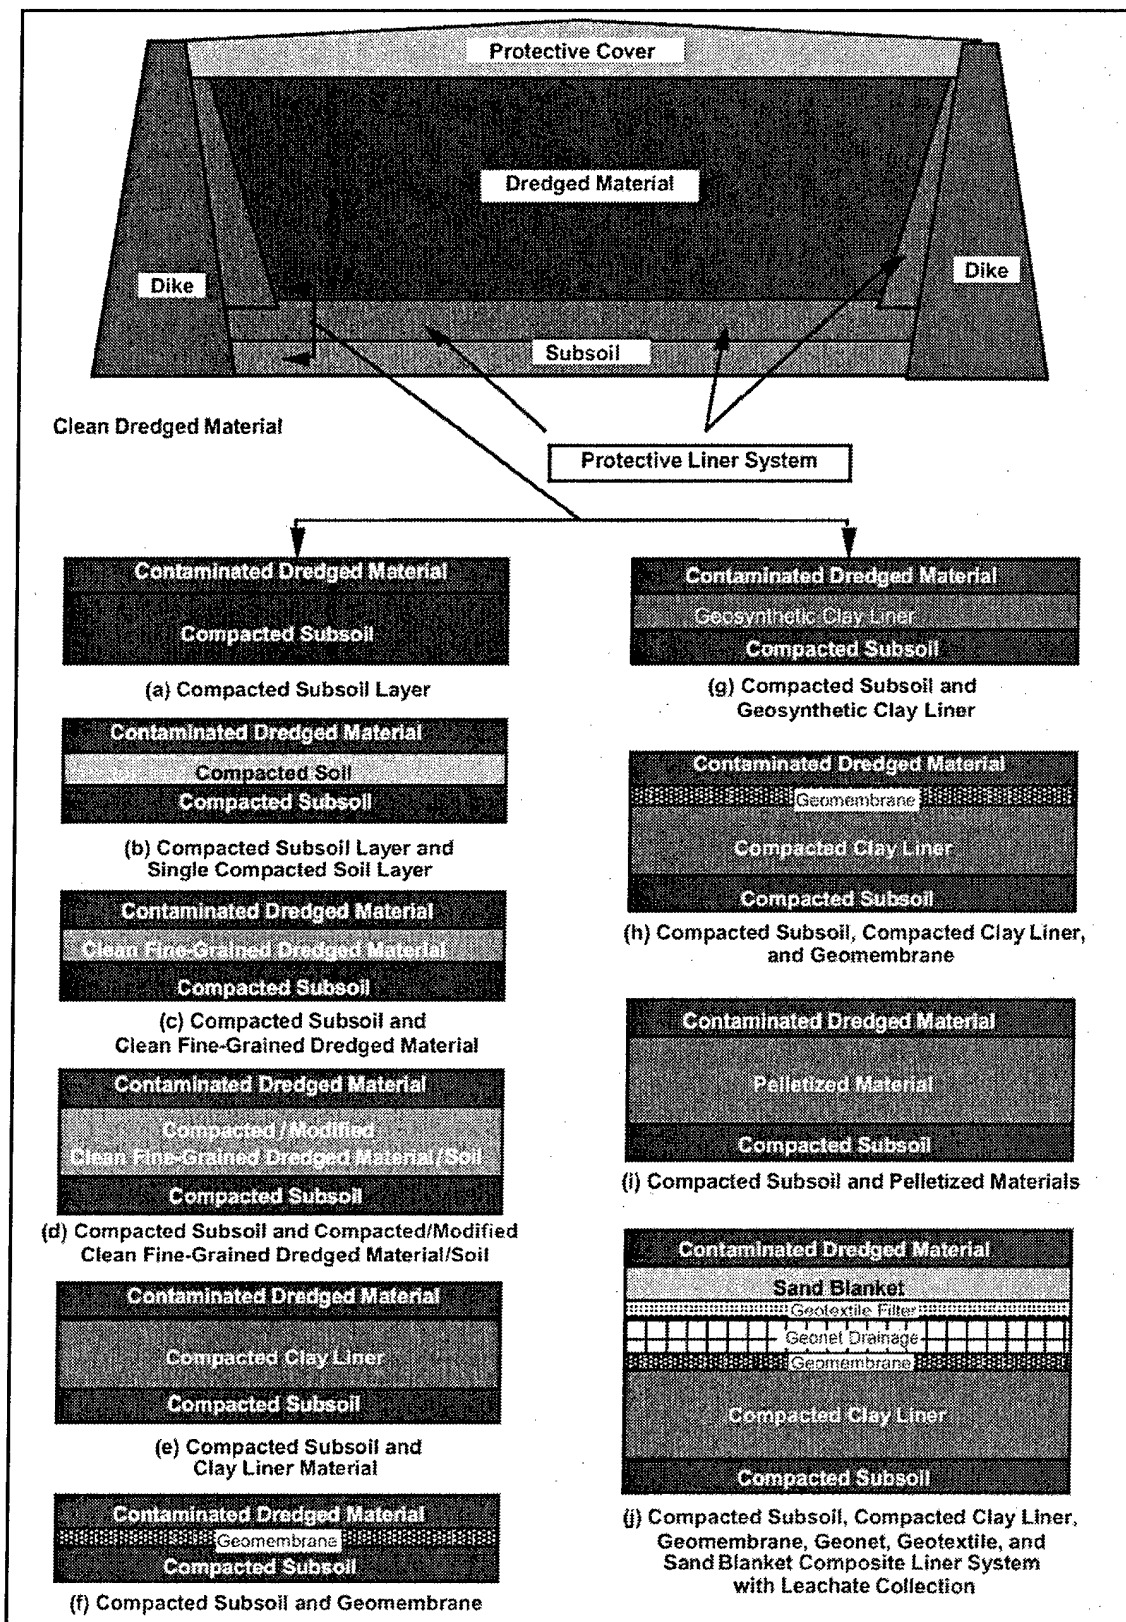 Protective Cover
Dredged Material
Dike
Dike
Subsoil
Clean Dredged Material
Protective Liner System
Contaminated Dredged Material
Compacted Subsoil
(a) Compacted Subsoil Layer
Contaminated Dredged Material
Compacted Soil
Compacted Subsoil
(b) Compacted Subsoil Layer and
Single Compacted Soil Layer
Contaminated Dredged Material
Clean Fine-Grained Dredged Material
Compacted Subsoil
(c) Compacted Subsoil and
Clean Fine-Grained Dredged Material
Contaminated Dredged Material
Compacted / Modified
Clean Fine-Grained Dredged Material/Soil
Compacted Subsoil
(d) Compacted Subsoil and Compacted/Modified
Clean Fine-Grained Dredged Material/Soil
Contaminated Dredged Material
Compacted Clay Liner
Compacted Subsoil
(e) Compacted Subsoil and
Clay Liner Material
Contaminated Dredged Material
Geomembrane
Compacted Subsoil
(f) Compacted Subsoil and Geomembrane
Contaminated Dredged Material
Geosynthetic Clay Liner
Compacted Subsoil
(g) Compacted Subsoil and
Geosynthetic Clay Liner
Contaminated Dredged Material
Geomembrane
Compacted Clay Liner
Compacted Subsoil
(h) Compacted Subsoil, Compacted Clay Liner,
and Geomembrane
Contaminated Dredged Material
Pelletized Material
Compacted Subsoil
(i) Compacted Subsoil and Pelletized Materials
Contaminated Dredged Material
Sand Blanket
Geotextile Filter
Geonet Drainage
Geomembrane
Compacted Clay Liner
Compacted Subsoil
(j) Compacted Subsoil, Compacted Clay Liner,
Geomembrane, Geonet, Geotextile, and
Sand Blanket Composite Liner System
with Leachate Collection